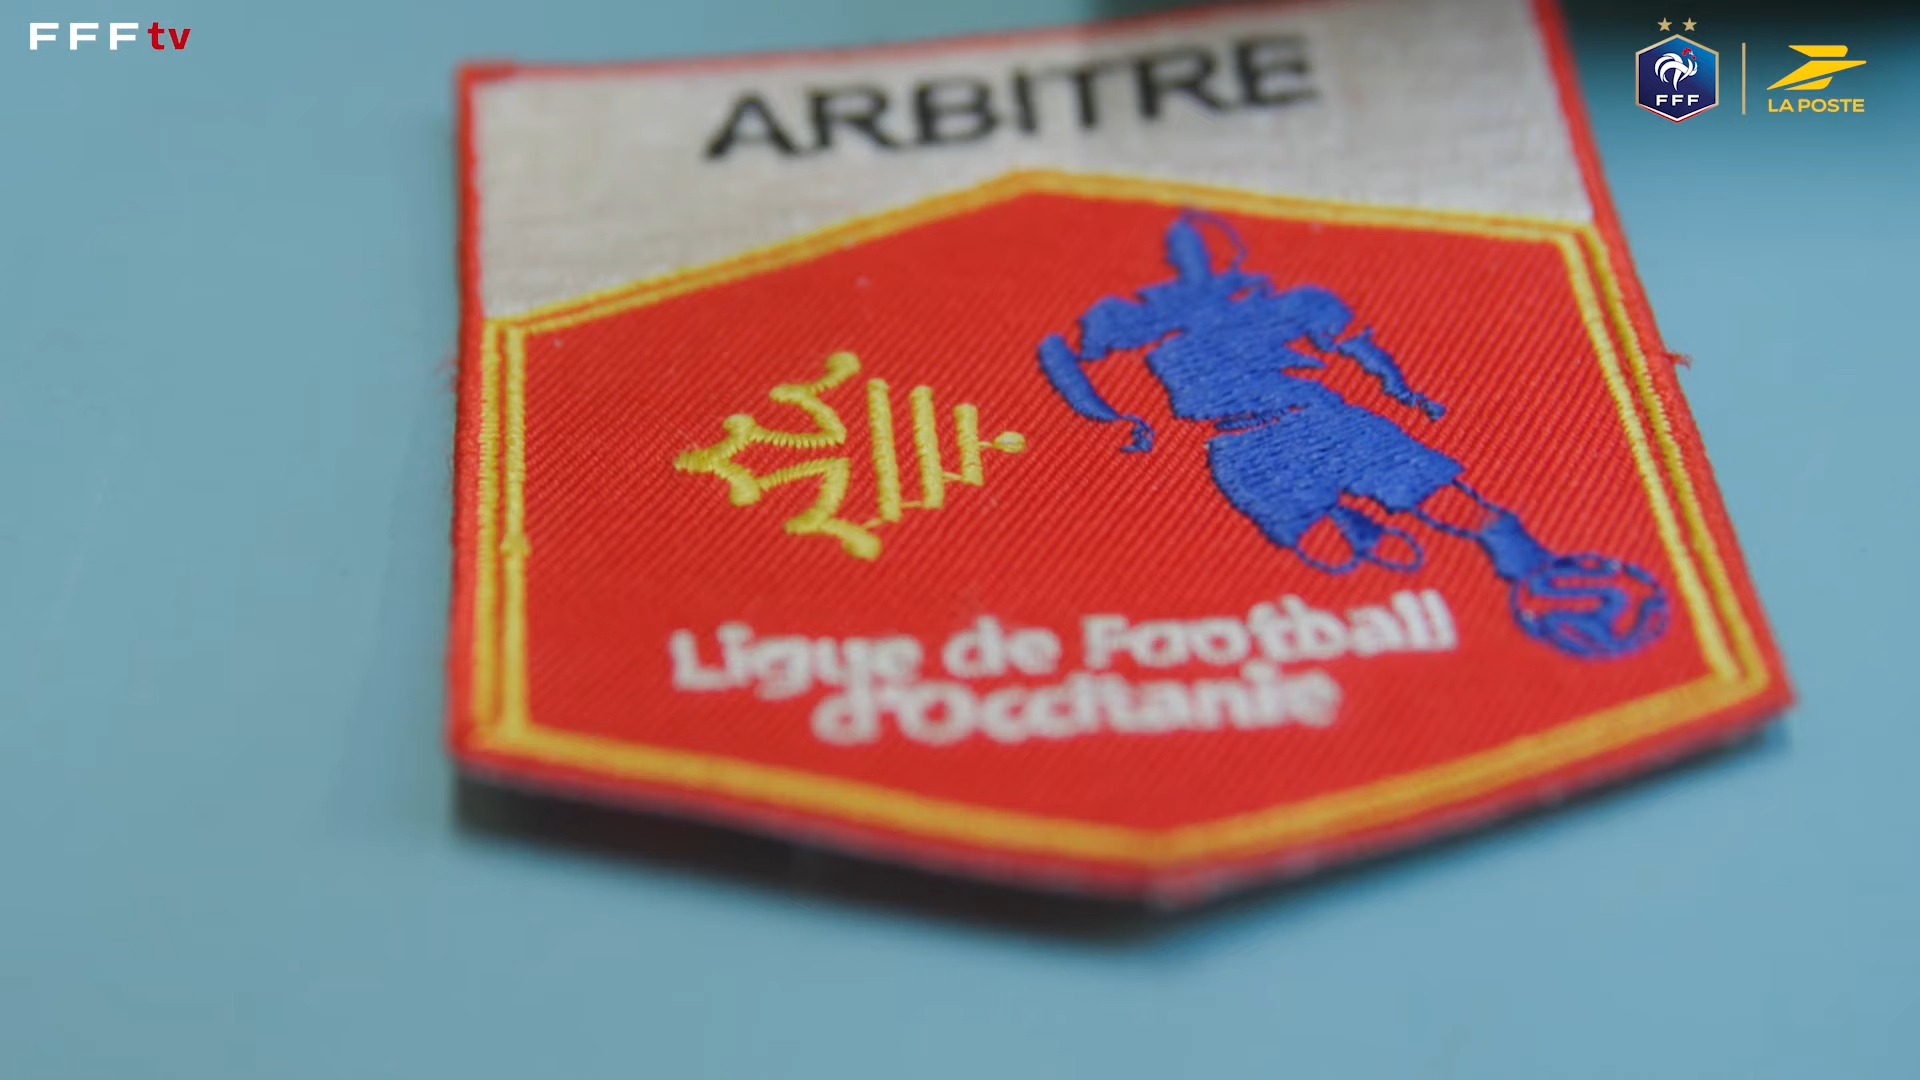 FFFtv
FFF
LA POSTE
ARBITRE
Ligue de Football
d'Occitanie